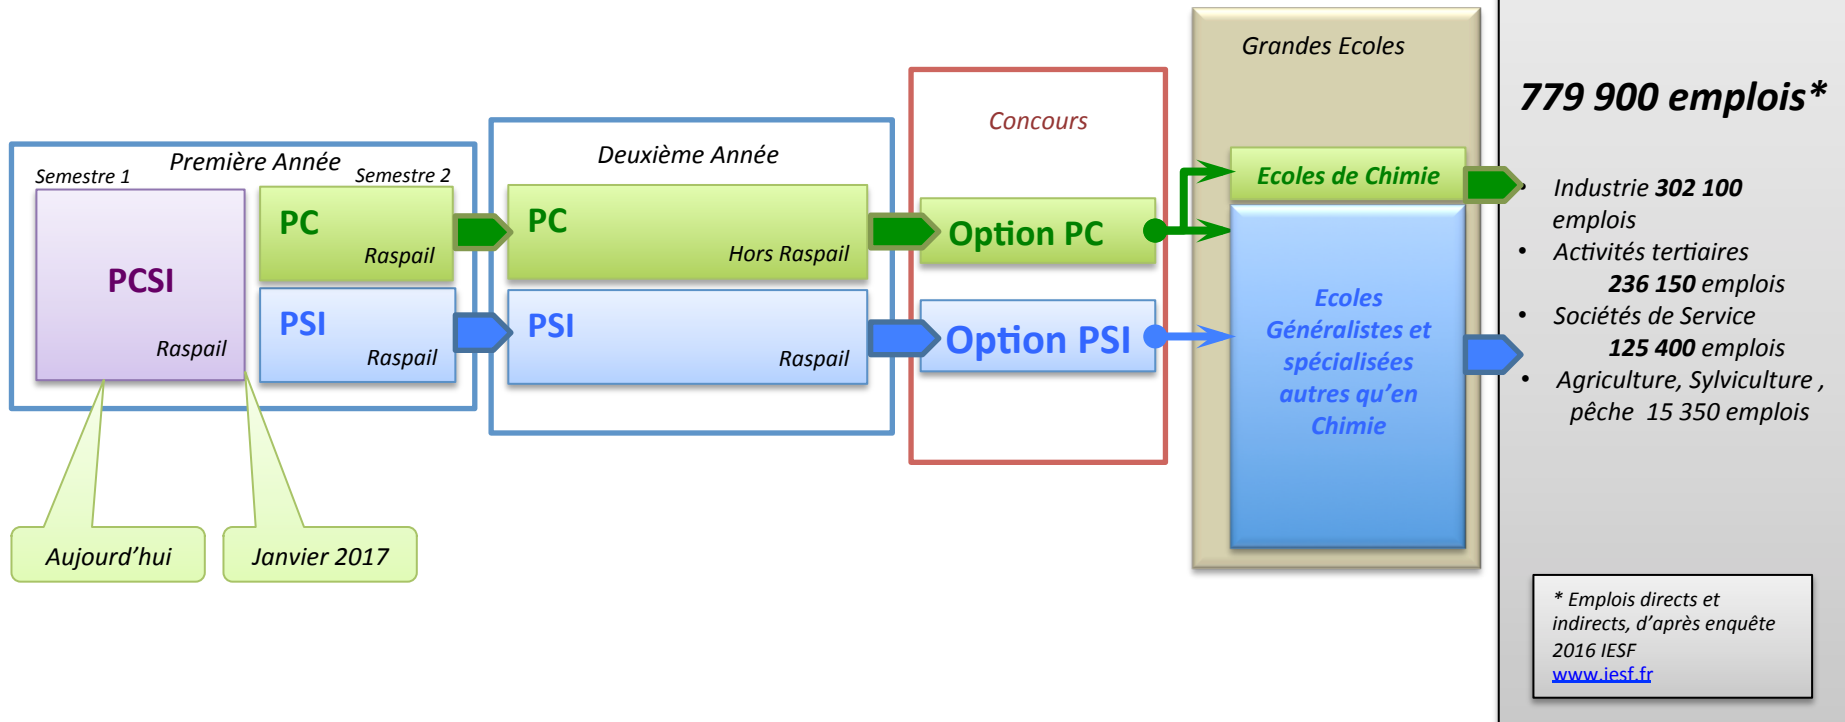 Première Année
Semestre 1
Semestre 2
PCSI
Raspail
PC
Raspail
PSI
Raspail
Aujourd’hui
Janvier 2017
Deuxième Année
PC
Hors Raspail
PSI
Raspail
Concours
Option PC
Option PSI
Grandes Ecoles
Ecoles de Chimie
Ecoles
Généralistes et
spécialisées
autres qu’en
Chimie
779 900 emplois*
• Industrie 302 100
emplois
• Activités tertiaires
236 150 emplois
• Sociétés de Service
125 400 emplois
• Agriculture, Sylviculture ,
pêche 15 350 emplois
* Emplois directs et
indirects, d’après enquête
2016 IESF
www.iesf.fr